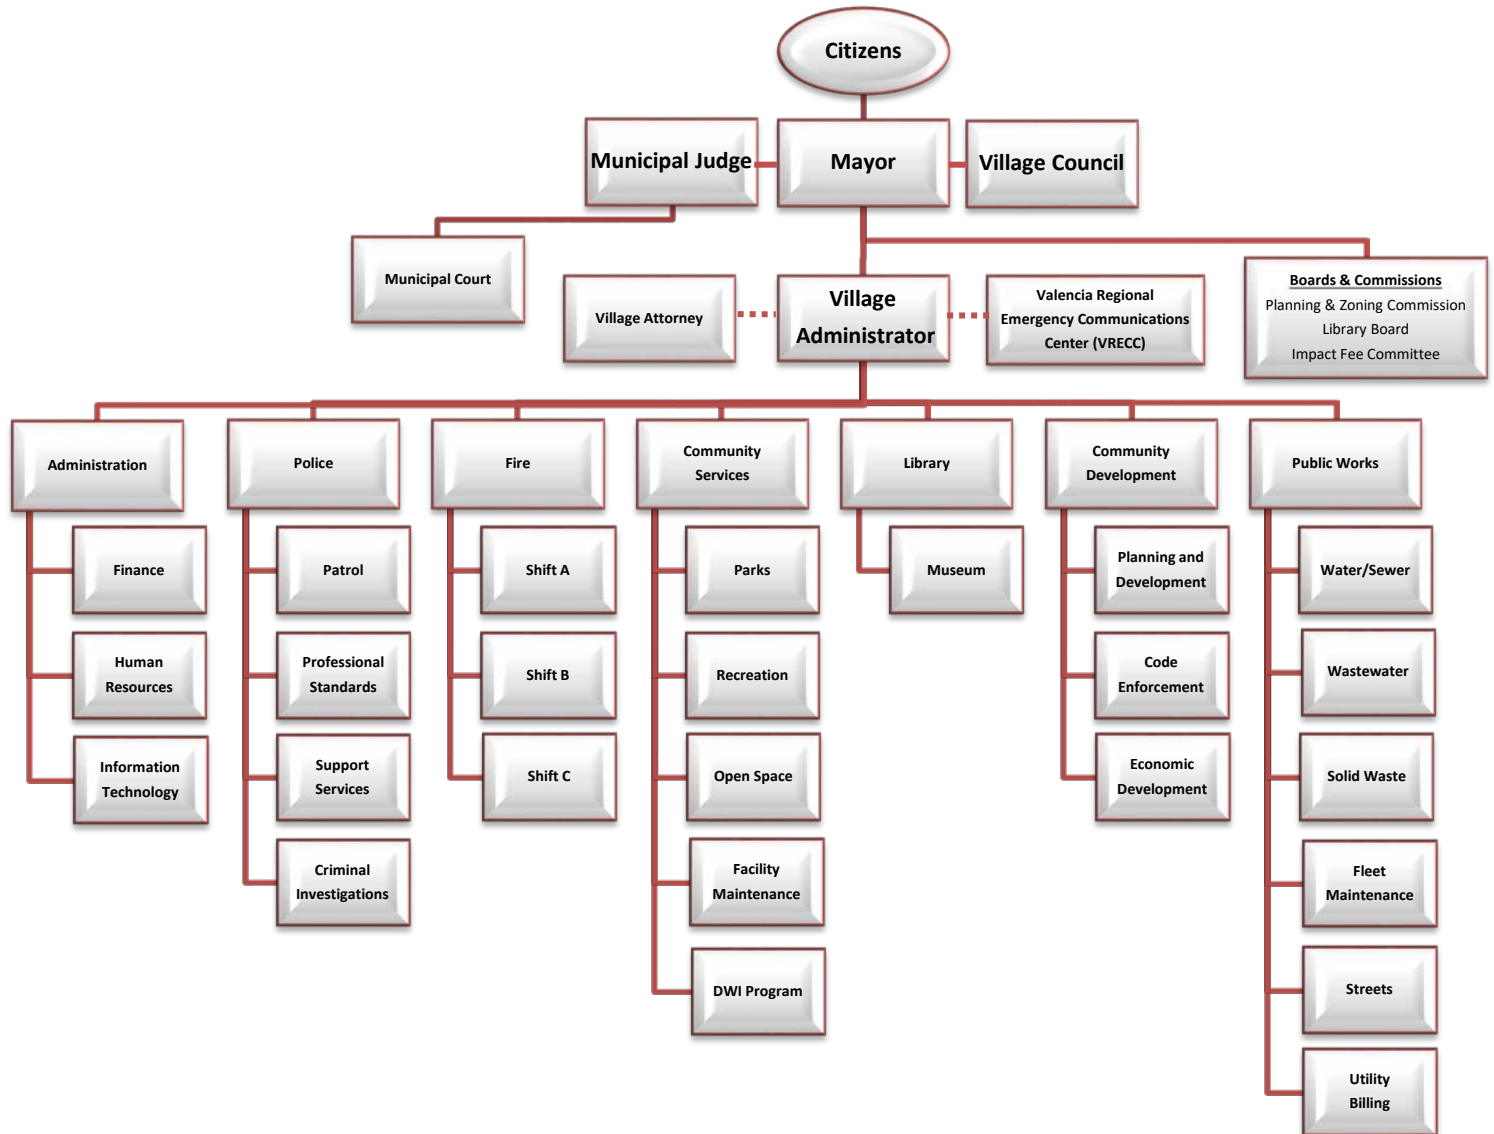 Citizens
Municipal Judge
Mayor
Village Council
Municipal Court
Village Attorney
Village
Administrator
Valencia Regional
Emergency Communications
Center (VRECC)
Boards & Commissions
Planning & Zoning Commission
Library Board
Impact Fee Committee
Administration
Police
Fire
Community
Services
Library
Community
Development
Public Works
Finance
Human
Resources
Information
Technology
Patrol
Professional
Standards
Support
Services
Criminal
Investigations
Shift A
Shift B
Shift C
Parks
Recreation
Open Space
Facility
Maintenance
DWI Program
Museum
Planning and
Development
Code
Enforcement
Economic
Development
Water/Sewer
Wastewater
Solid Waste
Fleet
Maintenance
Streets
Utility
Billing